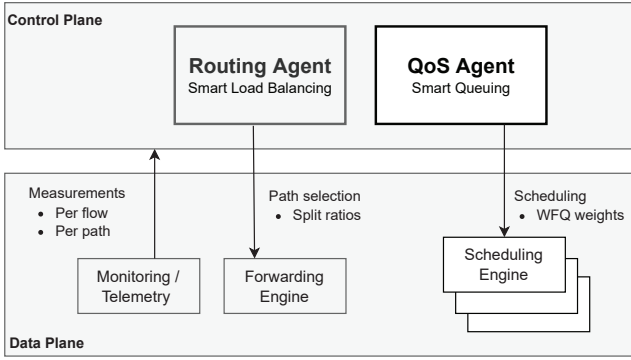 Control Plane
Routing Agent
Smart Load Balancing
QoS Agent
Smart Queuing
Measurements
• Per flow
• Per path
Path selection
• Split ratios
Scheduling
• WFQ weights
Monitoring /
Telemetry
Forwarding
Engine
Scheduling
Engine
Data Plane